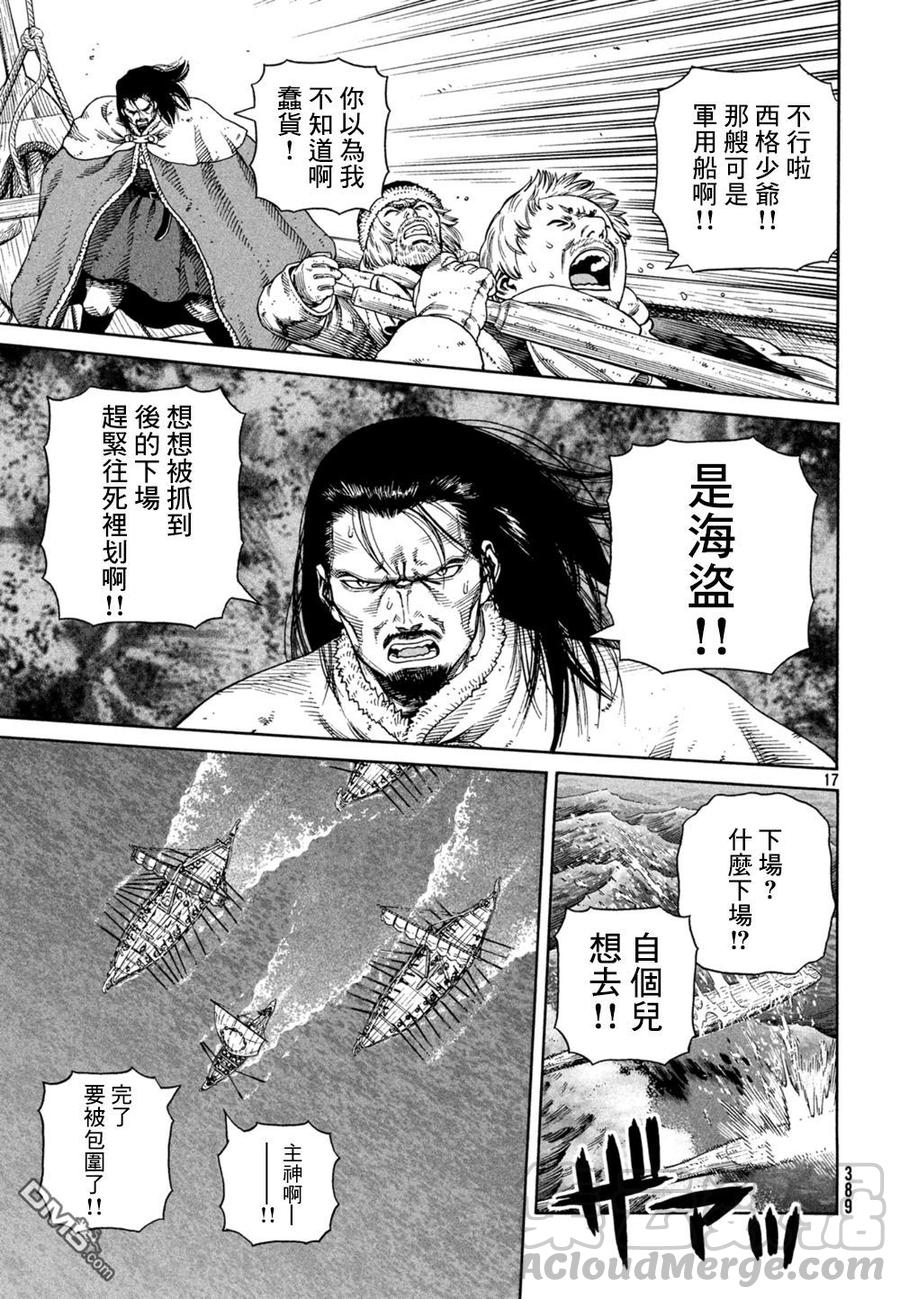 不行啦
西格少爺!!
那艘可是
軍用船啊!!
你以為我
不知道啊
蠢貨!
是海盜!!
想想被抓到
後的下場
趕緊往死裡划啊!!
17
下場?
什麼下場!?
自個兒
想去!!
ザアッ
主神啊——!!
完了
要被包圍了!!
389
DM5.com
AcloudMerge.com